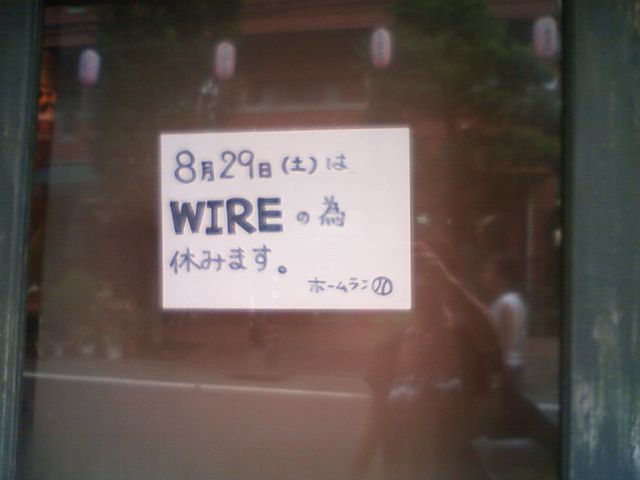 8月29日(土)は
WIREの為
休みます。
ホームラン